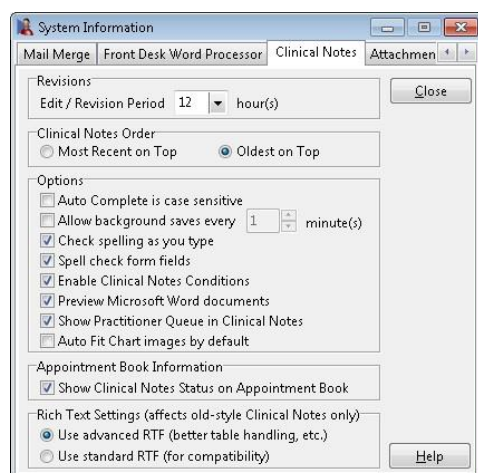 System Information
Mail Merge Front Desk Word Processor Clinical Notes Attachmen
Revisions
Edit / Revision Period 12 hour(s)
Close
Clinical Notes Order
Most Recent on Top Oldest on Top
Options
Auto Complete is case sensitive
Allow background saves every 1 minute(s)
Check spelling as you type
Spell check form fields
Enable Clinical Notes Conditions
Preview Microsoft Word documents
Show Practitioner Queue in Clinical Notes
Auto Fit Chart images by default
Appointment Book Information
Show Clinical Notes Status on Appointment Book
Rich Text Settings (affects old-style Clinical Notes only)
Use advanced RTF (better table handling, etc.)
Use standard RTF (for compatibility)
Help